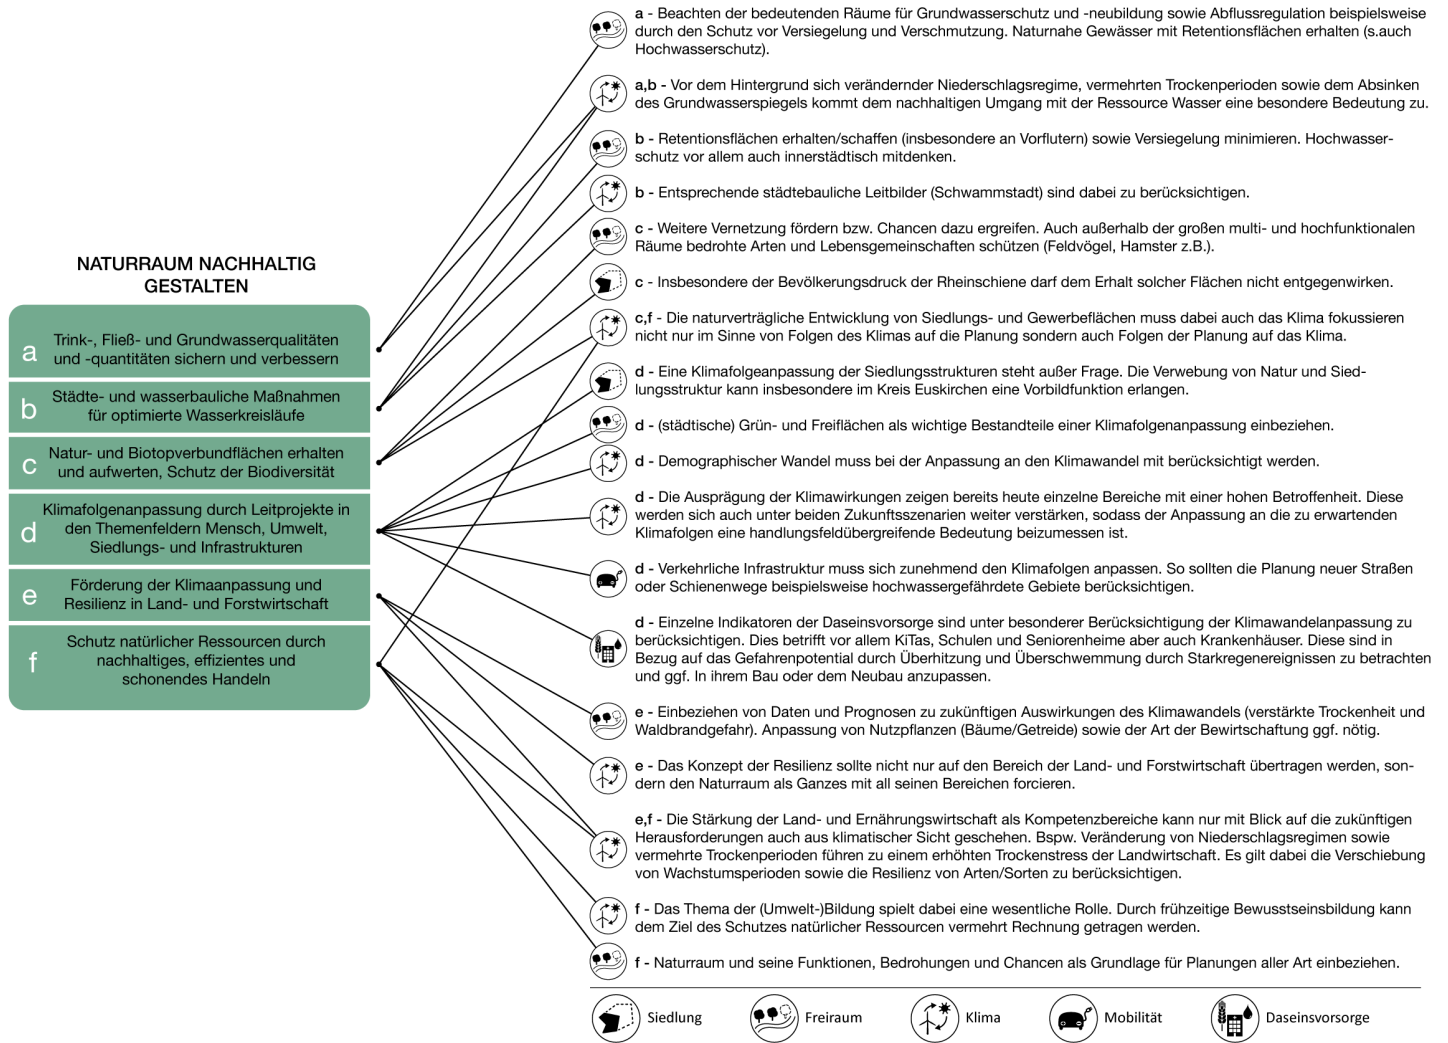 NATURRAUM NACHHALTIG
GESTALTEN
a
Trink-, Fließ- und Grundwasserqualitäten
und -quantitäten sichern und verbessern
b
Städte- und wasserbauliche Maßnahmen
für optimierte Wasserkreisläufe
c
Natur- und Biotopverbundflächen erhalten
und aufwerten, Schutz der Biodiversität
d
Klimafolgenanpassung durch Leitprojekte in
den Themenfeldern Mensch, Umwelt,
Siedlungs- und Infrastrukturen
e
Förderung der Klimaanpassung und
Resilienz in Land- und Forstwirtschaft
f
Schutz natürlicher Ressourcen durch
nachhaltiges, effizientes und
schonendes Handeln
a - Beachten der bedeutenden Räume für Grundwasserschutz und -neubildung sowie Abflussregulation beispielsweise
durch den Schutz vor Versiegelung und Verschmutzung. Naturnahe Gewässer mit Retentionsflächen erhalten (s.auch
Hochwasserschutz).
a,b - Vor dem Hintergrund sich verändernder Niederschlagsregime, vermehrten Trockenperioden sowie dem Absinken
des Grundwasserspiegels kommt dem nachhaltigen Umgang mit der Ressource Wasser eine besondere Bedeutung zu.
b - Retentionsflächen erhalten/schaffen (insbesondere an Vorflutern) sowie Versiegelung minimieren. Hochwasser-
schutz vor allem auch innerstädtisch mitdenken.
b - Entsprechende städtebauliche Leitbilder (Schwammstadt) sind dabei zu berücksichtigen.
c - Weitere Vernetzung fördern bzw. Chancen dazu ergreifen. Auch außerhalb der großen multi- und hochfunktionalen
Räume bedrohte Arten und Lebensgemeinschaften schützen (Feldvögel, Hamster z.B.).
c - Insbesondere der Bevölkerungsdruck der Rheinschiene darf dem Erhalt solcher Flächen nicht entgegenwirken.
c,f - Die naturverträgliche Entwicklung von Siedlungs- und Gewerbeflächen muss dabei auch das Klima fokussieren
nicht nur im Sinne von Folgen des Klimas auf die Planung sondern auch Folgen der Planung auf das Klima.
d - Eine Klimafolgeanpassung der Siedlungsstrukturen steht außer Frage. Die Verwebung von Natur und Sied-
lungsstruktur kann insbesondere im Kreis Euskirchen eine Vorbildfunktion erlangen.
d - (städtische) Grün- und Freiflächen als wichtige Bestandteile einer Klimafolgenanpassung einbeziehen.
d - Demographischer Wandel muss bei der Anpassung an den Klimawandel mit berücksichtigt werden.
d - Die Ausprägung der Klimawirkungen zeigen bereits heute einzelne Bereiche mit einer hohen Betroffenheit. Diese
werden sich auch unter beiden Zukunftsszenarien weiter verstärken, sodass der Anpassung an die zu erwartenden
Klimafolgen eine handlungsfeldübergreifende Bedeutung beizumessen ist.
d - Verkehrliche Infrastruktur muss sich zunehmend den Klimafolgen anpassen. So sollten die Planung neuer Straßen
oder Schienenwege beispielsweise hochwassergefährdete Gebiete berücksichtigen.
d - Einzelne Indikatoren der Daseinsvorsorge sind unter besonderer Berücksichtigung der Klimawandelanpassung zu
berücksichtigen. Dies betrifft vor allem KiTas, Schulen und Seniorenheime aber auch Krankenhäuser. Diese sind in
Bezug auf das Gefahrenpotential durch Überhitzung und Überschwemmung durch Starkregenereignissen zu betrachten
und ggf. In ihrem Bau oder dem Neubau anzupassen.
e - Einbeziehen von Daten und Prognosen zu zukünftigen Auswirkungen des Klimawandels (verstärkte Trockenheit und
Waldbrandgefahr). Anpassung von Nutzpflanzen (Bäume/Getreide) sowie der Art der Bewirtschaftung ggf. nötig.
e - Das Konzept der Resilienz sollte nicht nur auf den Bereich der Land- und Forstwirtschaft übertragen werden, son-
dern den Naturraum als Ganzes mit all seinen Bereichen forcieren.
e,f - Die Stärkung der Land- und Ernährungswirtschaft als Kompetenzbereiche kann nur mit Blick auf die zukünftigen
Herausforderungen auch aus klimatischer Sicht geschehen. Bspw. Veränderung von Niederschlagsregimen sowie
vermehrte Trockenperioden führen zu einem erhöhten Trockenstress der Landwirtschaft. Es gilt dabei die Verschiebung
von Wachstumsperioden sowie die Resilienz von Arten/Sorten zu berücksichtigen.
f - Das Thema der (Umwelt-)Bildung spielt dabei eine wesentliche Rolle. Durch frühzeitige Bewusstseinsbildung kann
dem Ziel des Schutzes natürlicher Ressourcen vermehrt Rechnung getragen werden.
f - Naturraum und seine Funktionen, Bedrohungen und Chancen als Grundlage für Planungen aller Art einbeziehen.
Siedlung
Freiraum
Klima
Mobilität
Daseinsvorsorge